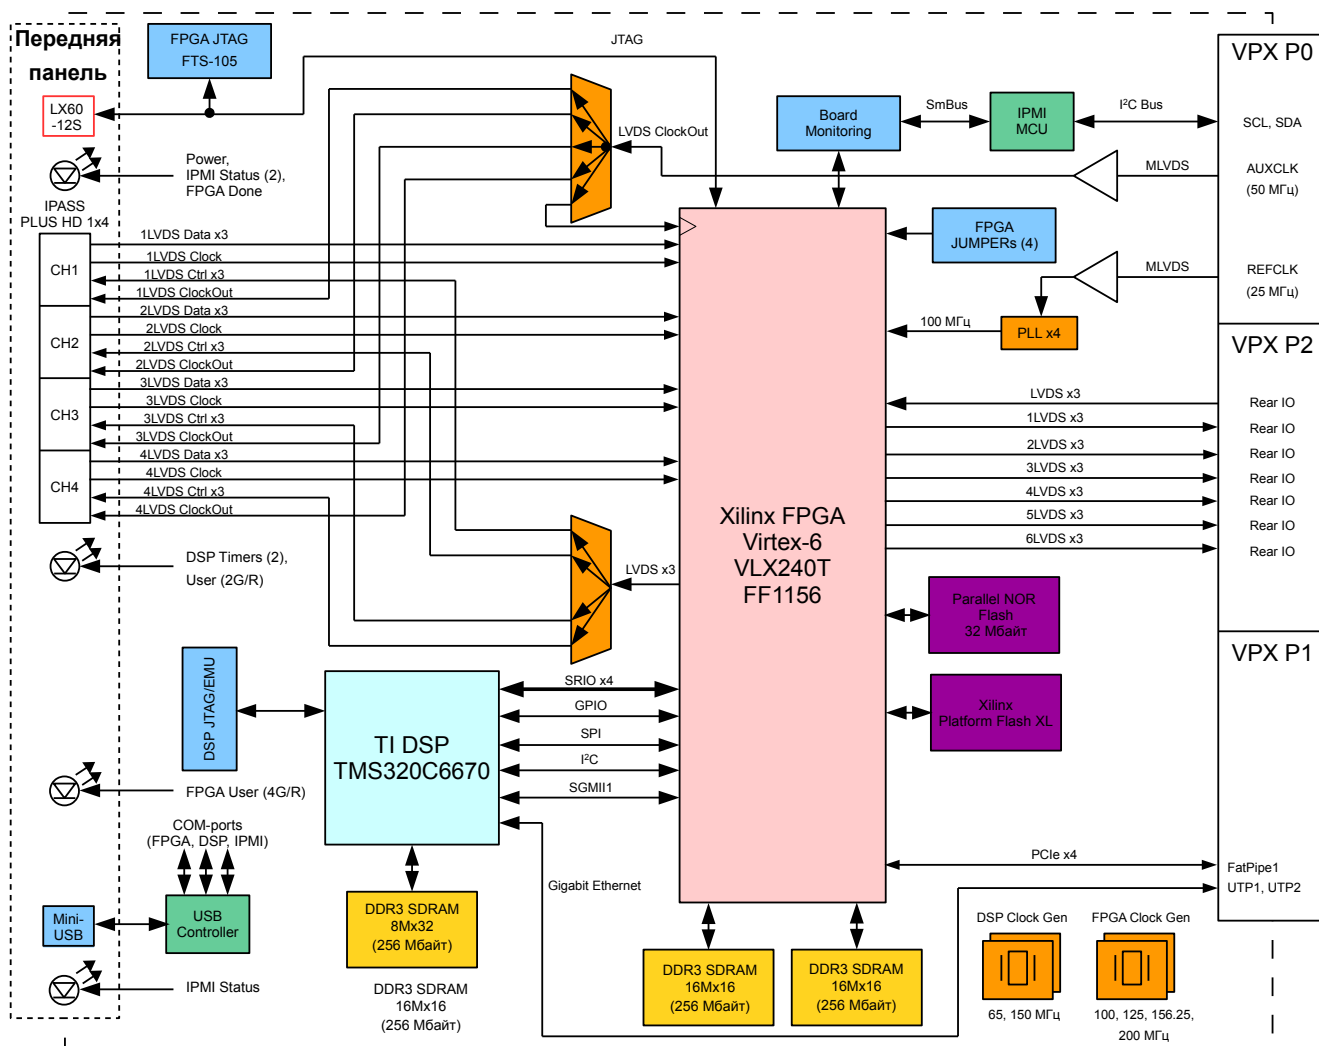 Передняя
панель
FPGA JTAG
FTS-105
JTAG
LX60
-12S
Power,
IPMI Status (2),
FPGA Done
IPASS
PLUS HD 1x4
CH1
1LVDS Data x3
1LVDS Clock
1LVDS Ctrl x3
1LVDS ClockOut
CH2
2LVDS Data x3
2LVDS Clock
2LVDS Ctrl x3
2LVDS ClockOut
CH3
3LVDS Data x3
3LVDS Clock
3LVDS Ctrl x3
3LVDS ClockOut
CH4
4LVDS Data x3
4LVDS Clock
4LVDS Ctrl x3
4LVDS ClockOut
DSP Timers (2),
User (2G/R)
DSP JTAG/EMU
FPGA User (4G/R)
COM-ports
(FPGA, DSP, IPMI)
Mini-
USB
USB
Controller
IPMI Status
LVDS ClockOut
LVDS x3
TI DSP
TMS320C6670
SRIO x4
GPIO
SPI
I²C
SGMII1
Gigabit Ethernet
DDR3 SDRAM
8Mx32
(256 Мбайт)
DDR3 SDRAM
16Mx16
(256 Мбайт)
Xilinx FPGA
Virtex-6
VLX240T
FF1156
DDR3 SDRAM
16Mx16
(256 Мбайт)
DDR3 SDRAM
16Mx16
(256 Мбайт)
Board
Monitoring
SmBus
IPMI
MCU
I²C Bus
MLVDS
FPGA
JUMPERs (4)
MLVDS
100 МГц
PLL x4
VPX P0
SCL, SDA
AUXCLK
(50 МГц)
REFCLK
(25 МГц)
VPX P2
LVDS x3
Rear IO
1LVDS x3
Rear IO
2LVDS x3
Rear IO
3LVDS x3
Rear IO
4LVDS x3
Rear IO
5LVDS x3
Rear IO
6LVDS x3
Rear IO
Parallel NOR
Flash
32 Мбайт
Xilinx
Platform Flash XL
VPX P1
PCIe x4
FatPipe1
UTP1, UTP2
DSP Clock Gen
65, 150 МГц
FPGA Clock Gen
100, 125, 156.25,
200 МГц